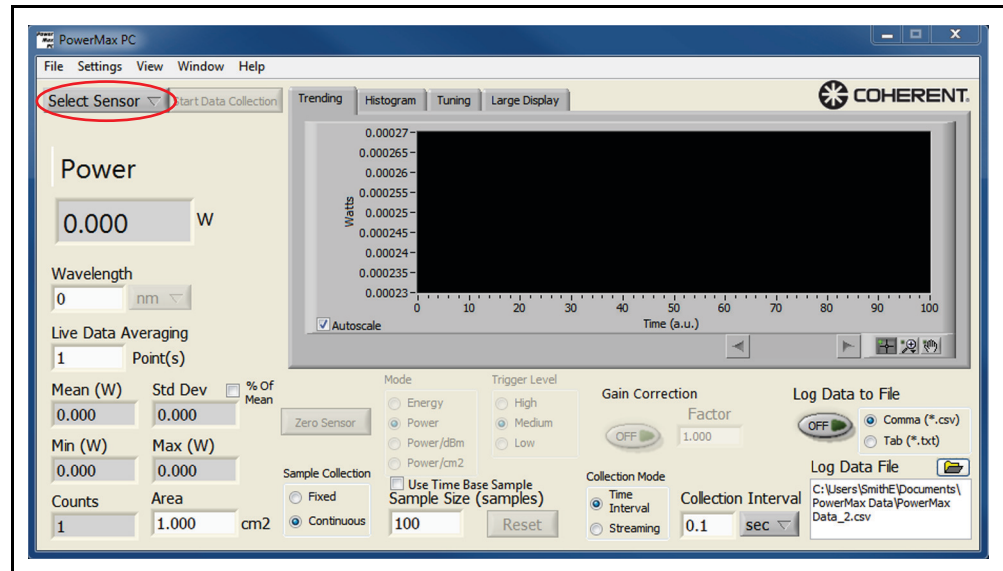 PowerMax PC
File Settings View Window Help
Select Sensor Start Data Collection
Trending Histogram Tuning Large Display
COHERENT.
Power
0.000 W
Wavelength
0 nm
Live Data Averaging
1 Point(s)
Mean (W) Std Dev % Of Mean
0.000 0.000
Min (W) Max (W)
0.000 0.000
Counts Area
1 1.000 cm2
Watts
0.00027
0.000265
0.00026
0.000255
0.00025
0.000245
0.00024
0.000235
0.00023
0 10 20 30 40 50 60 70 80 90 100
Autoscale
Time (a.u.)
Zero Sensor
Mode
Energy
Power
Power/dBm
Power/cm2
Trigger Level
High
Medium
Low
Use Time Base Sample
Sample Collection
Fixed
Continuous
Sample Size (samples)
100 Reset
Gain Correction
OFF
Factor
1.000
Collection Mode
Time Interval
Streaming
Collection Interval
0.1 sec
Log Data to File
OFF
Comma (*.csv)
Tab (*.txt)
Log Data File
C:\Users\SmithE\Documents\
PowerMax Data\PowerMax
Data_2.csv